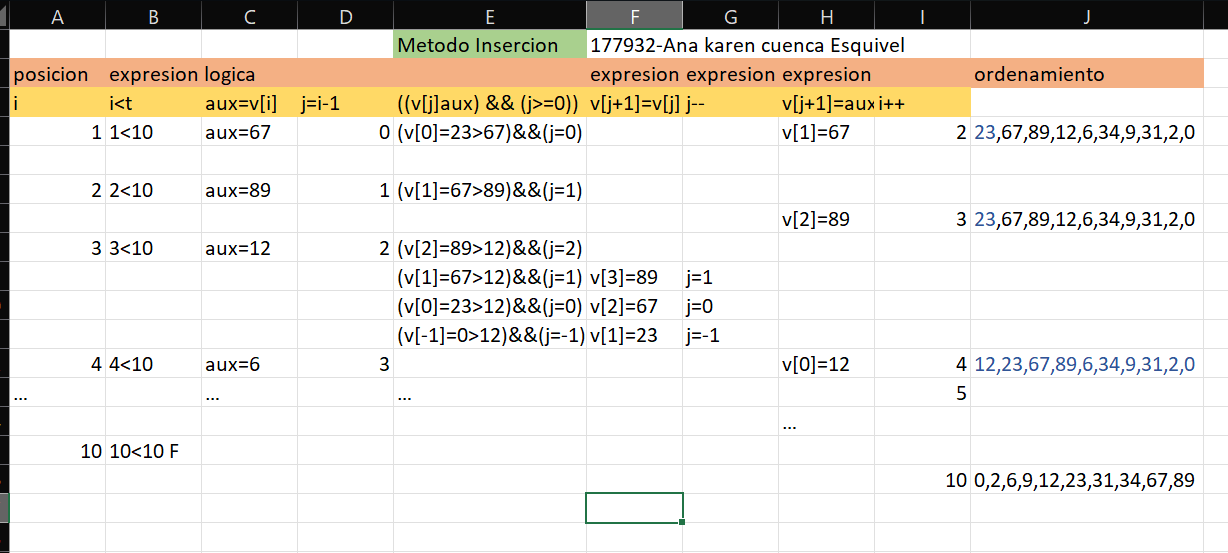 A B C D E F G H I J
Metodo Insercion 177932-Ana karen cuenca Esquivel
posicion expresion logica expresion expresion expresion ordenamiento
i i<t aux=v[i] j=i-1 ((v[j]aux) && (j>=0)) v[j+1]=v[j] j-- v[j+1]=aux i++
1 1<10 aux=67 0 (v[0]=23>67)&&(j=0) v[1]=67 2 23,67,89,12,6,34,9,31,2,0
2 2<10 aux=89 1 (v[1]=67>89)&&(j=1)
v[2]=89 3 23,67,89,12,6,34,9,31,2,0
3 3<10 aux=12 2 (v[2]=89>12)&&(j=2)
(v[1]=67>12)&&(j=1) v[3]=89 j=1
(v[0]=23>12)&&(j=0) v[2]=67 j=0
(v[-1]=0>12)&&(j=-1) v[1]=23 j=-1
4 4<10 aux=6 3 v[0]=12 4 12,23,67,89,6,34,9,31,2,0
... ... ... 5
...
10 10<10 F
10 0,2,6,9,12,23,31,34,67,89